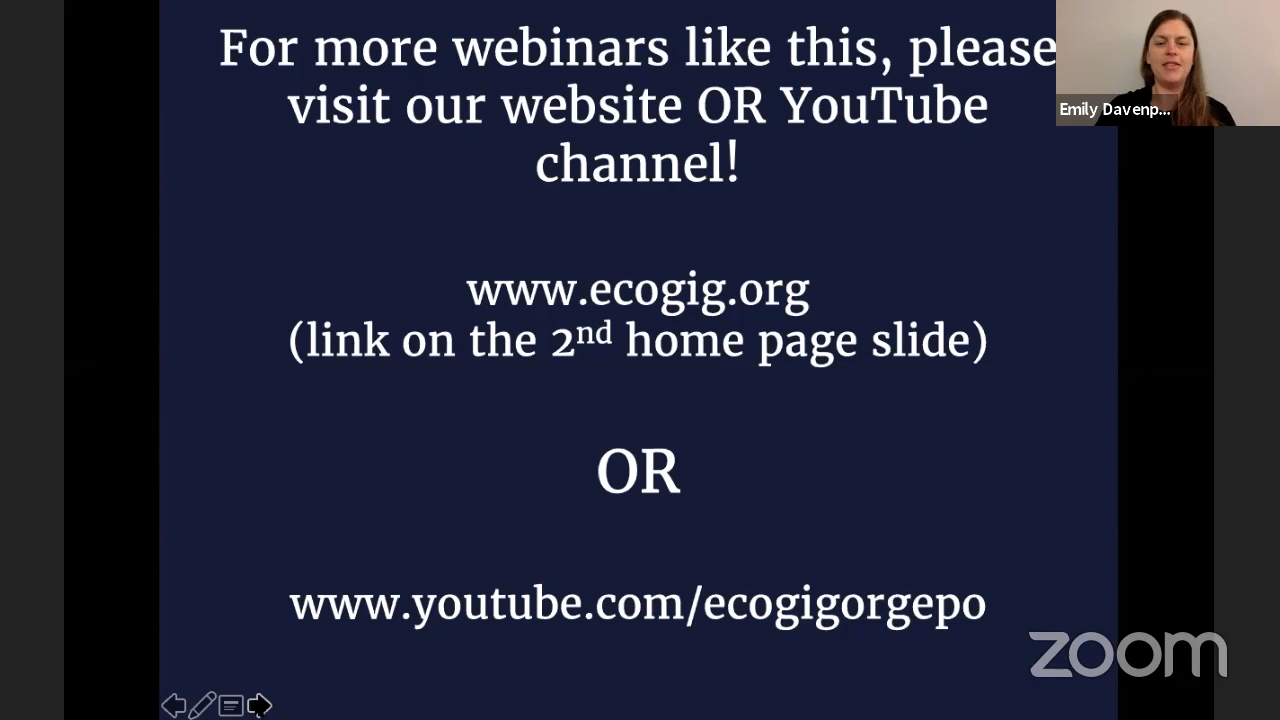 For more webinars like this, please
visit our website OR YouTube
channel!
www.ecogig.org
(link on the 2nd home page slide)
OR
www.youtube.com/ecogigorgepo
Emily Davenp...
zoom